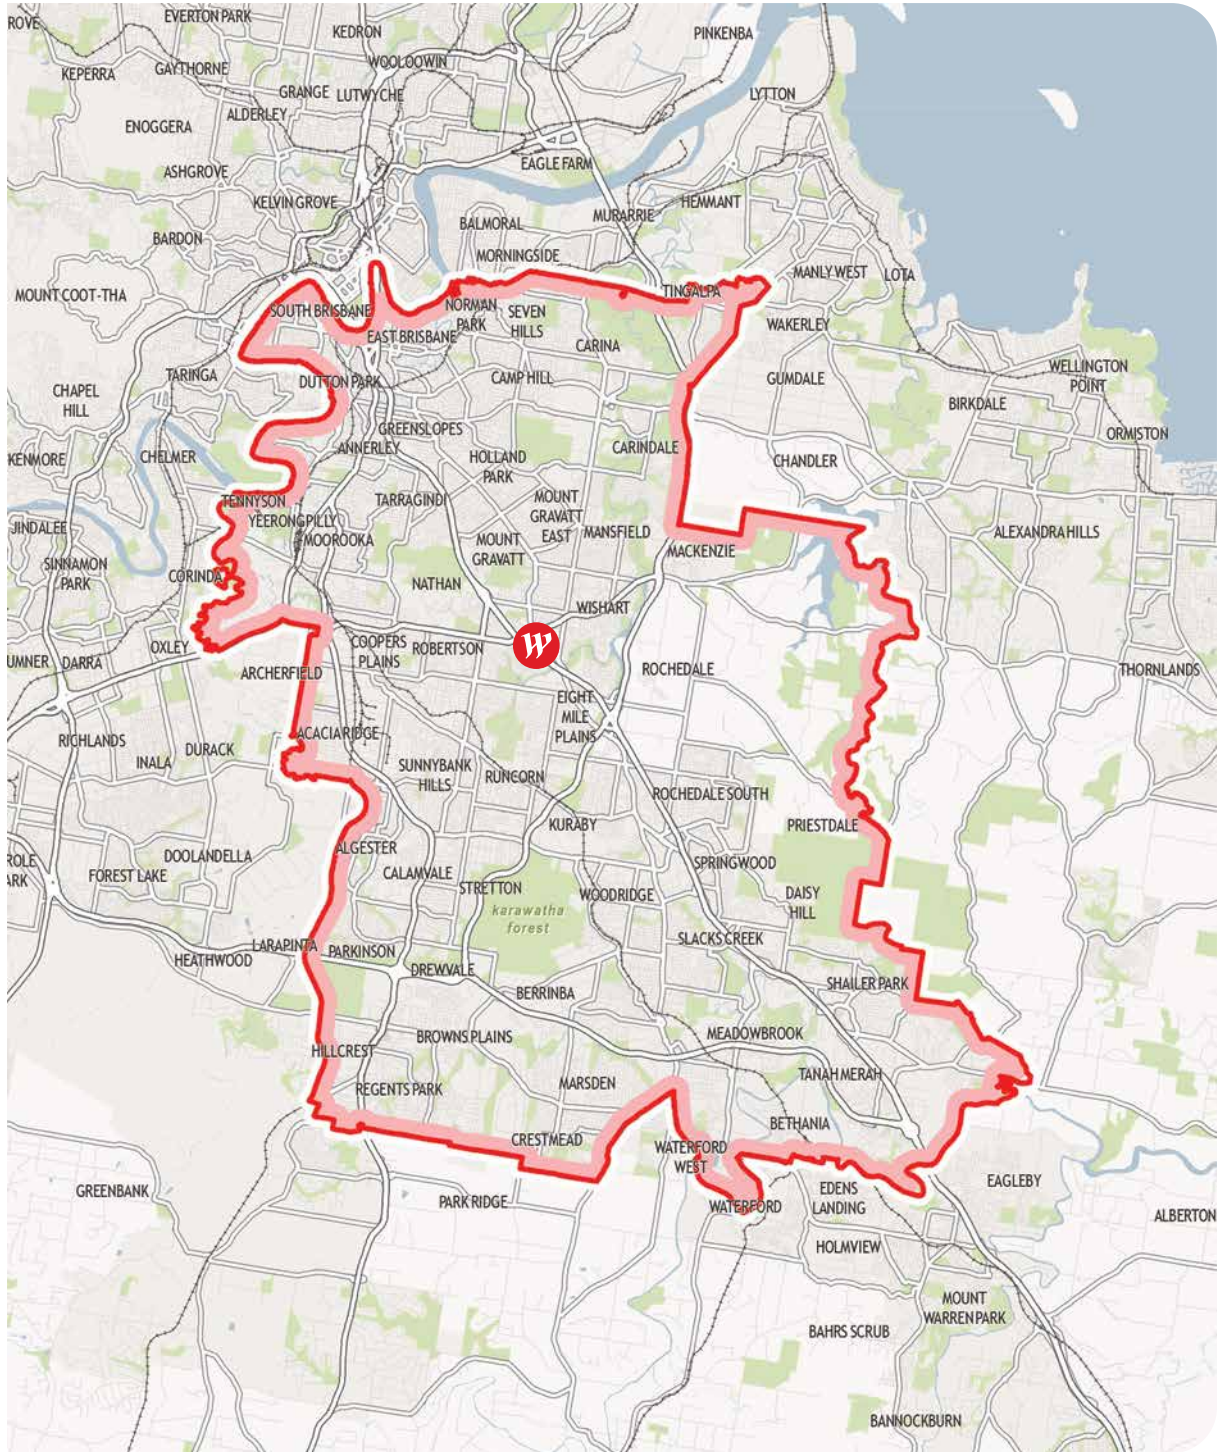 ROVE
EVERTON PARK
KEDRON
PINKENBA
KEPERRA
GAYTHORNE
WOOLOOWIN
GRANGE
LUTWYCHE
LYTTON
ALDERLEY
ENOGGERA
ASHGROVE
EAGLE FARM
KELVIN GROVE
HEMMANT
BALMORAL
MURARRIE
BARDON
MORNINGSIDE
MANLY WEST
LOTA
MOUNT COOT-THA
TINGALPA
SOUTH BRISBANE
NORMAN
PARK
SEVEN
HILLS
WAKERLEY
EAST BRISBANE
CARINA
TARINGA
DUTTON PARK
CAMP HILL
GUMDALE
WELLINGTON
POINT
CHAPEL
HILL
BIRKDALE
GREENSLOPES
ORMISTON
KENMORE
CHELMER
ANNERLEY
HOLLAND
PARK
CARINDALE
CHANDLER
TENNYSON
TARRAGINDI
MOUNT
GRAVATT
EAST
JINDALEE
YEERONGPILLY
MOOROOKA
MOUNT
GRAVATT
MANSFIELD
MACKENZIE
ALEXANDRA HILLS
SINNAMON
PARK
CORINDA
NATHAN
WISHART
OXLEY
COOPERS
PLAINS
ROBERTSON
W
UMNER
DARRA
ARCHERFIELD
ROCHEDALE
THORNLANDS
EIGHT
MILE
PLAINS
RICHLANDS
INALA
DURACK
ACACIA RIDGE
SUNNYBANK
HILLS
RUNCORN
ROCHEDALE SOUTH
KURABY
PRIESTDALE
ROLE
ARK
DOOLANDELLA
ALGESTER
FOREST LAKE
CALAMVALE
STRETTON
SPRINGWOOD
WOODRIDGE
DAISY
HILL
karawatha
forest
LARAPINTA
PARKINSON
SLACKS CREEK
HEATHWOOD
DREWVALE
BERRINBA
SHAILER PARK
HILLCREST
BROWNS PLAINS
MEADOWBROOK
REGENTS PARK
MARSDEN
TANAH MERAH
CRESTMEAD
BETHANIA
WATERFORD
WEST
GREENBANK
PARK RIDGE
WATERFORD
EDENS
LANDING
EAGLEBY
ALBERTON
HOLMVIEW
MOUNT
WARREN PARK
BAHRS SCRUB
BANNOCKBURN